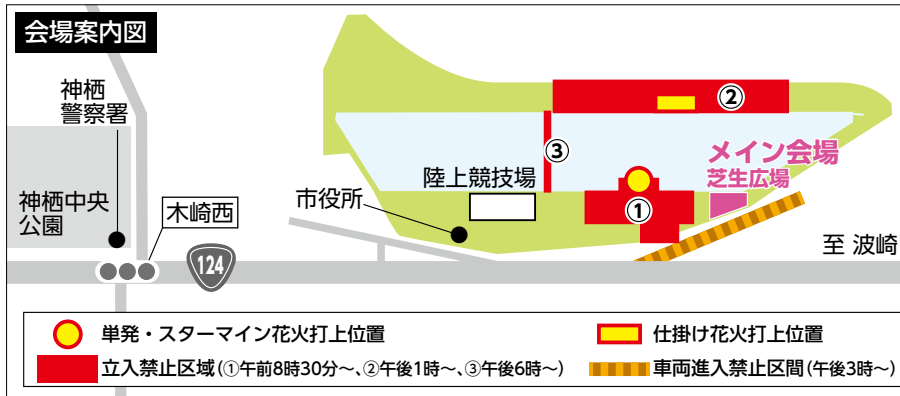 会場案内図
神栖
警察署
神栖中央
公園
木崎西
124
市役所
陸上競技場
③
②
①
メイン会場
芝生広場
至 波崎
単発・スターマイン花火打上位置
仕掛け花火打上位置
立入禁止区域(①午前8時30分〜、②午後1時〜、③午後6時〜)
車両進入禁止区間(午後3時〜)